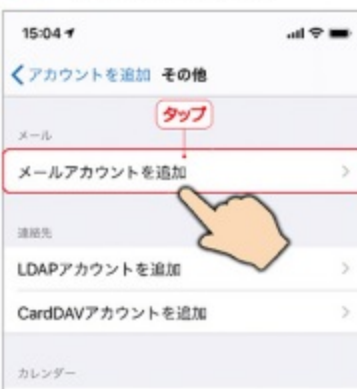 15:04
アカウントを追加 その他
タップ
メール
メールアカウントを追加
連絡先
LDAPアカウントを追加
CardDAVアカウントを追加
カレンダー